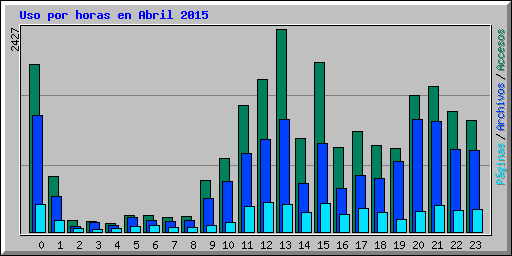 Uso por horas en Abril 2015
2427
Páginas / Archivos / Accesos
0 1 2 3 4 5 6 7 8 9 10 11 12 13 14 15 16 17 18 19 20 21 22 23